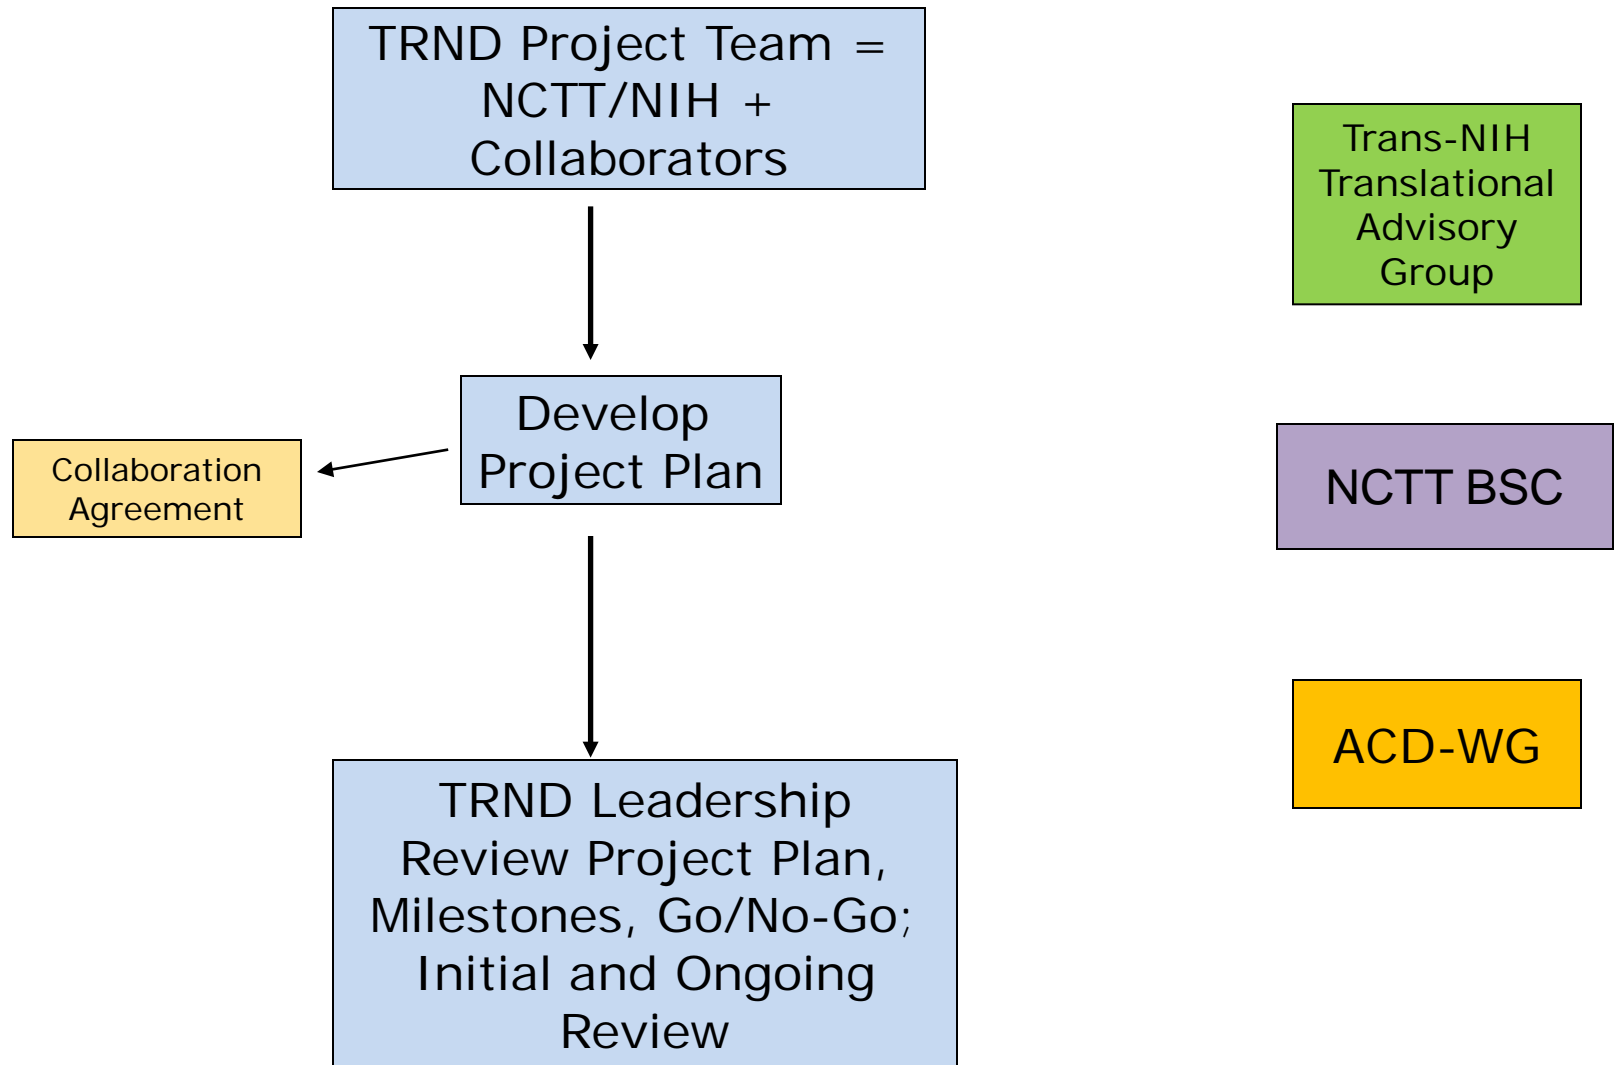 TRND Project Team =
NCTT/NIH +
Collaborators
Trans-NIH
Translational
Advisory
Group
Develop
Project Plan
Collaboration
Agreement
NCTT BSC
ACD-WG
TRND Leadership
Review Project Plan,
Milestones, Go/No-Go;
Initial and Ongoing
Review